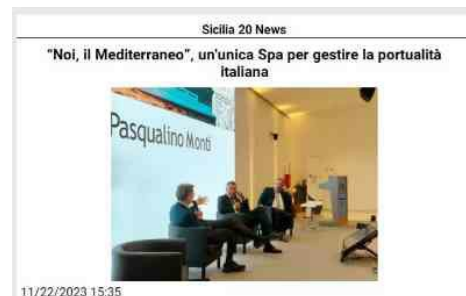 Sicilia 20 News
“Noi, il Mediterraneo”, un'unica Spa per gestire la portualità
italiana
Pasqualino Monti
11/22/2023 15:35